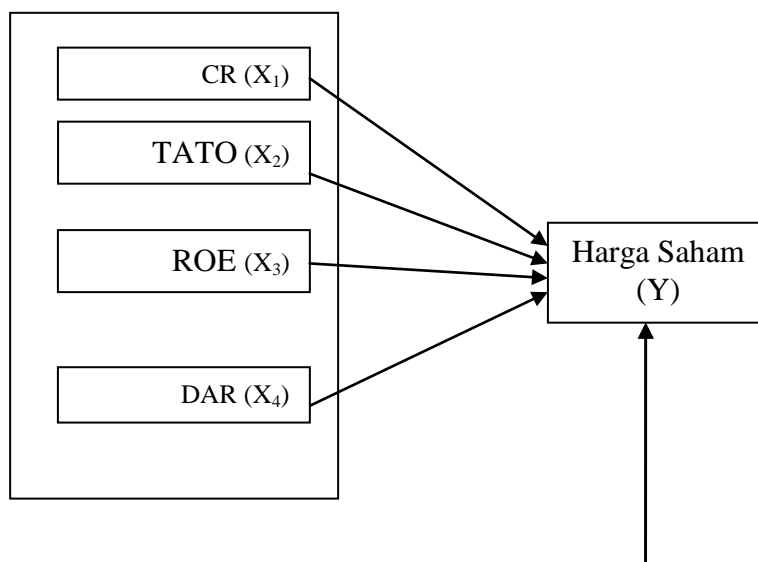 CR (X₁)
TATO (X₂)
ROE (X₃)
DAR (X₄)
Harga Saham
(Y)